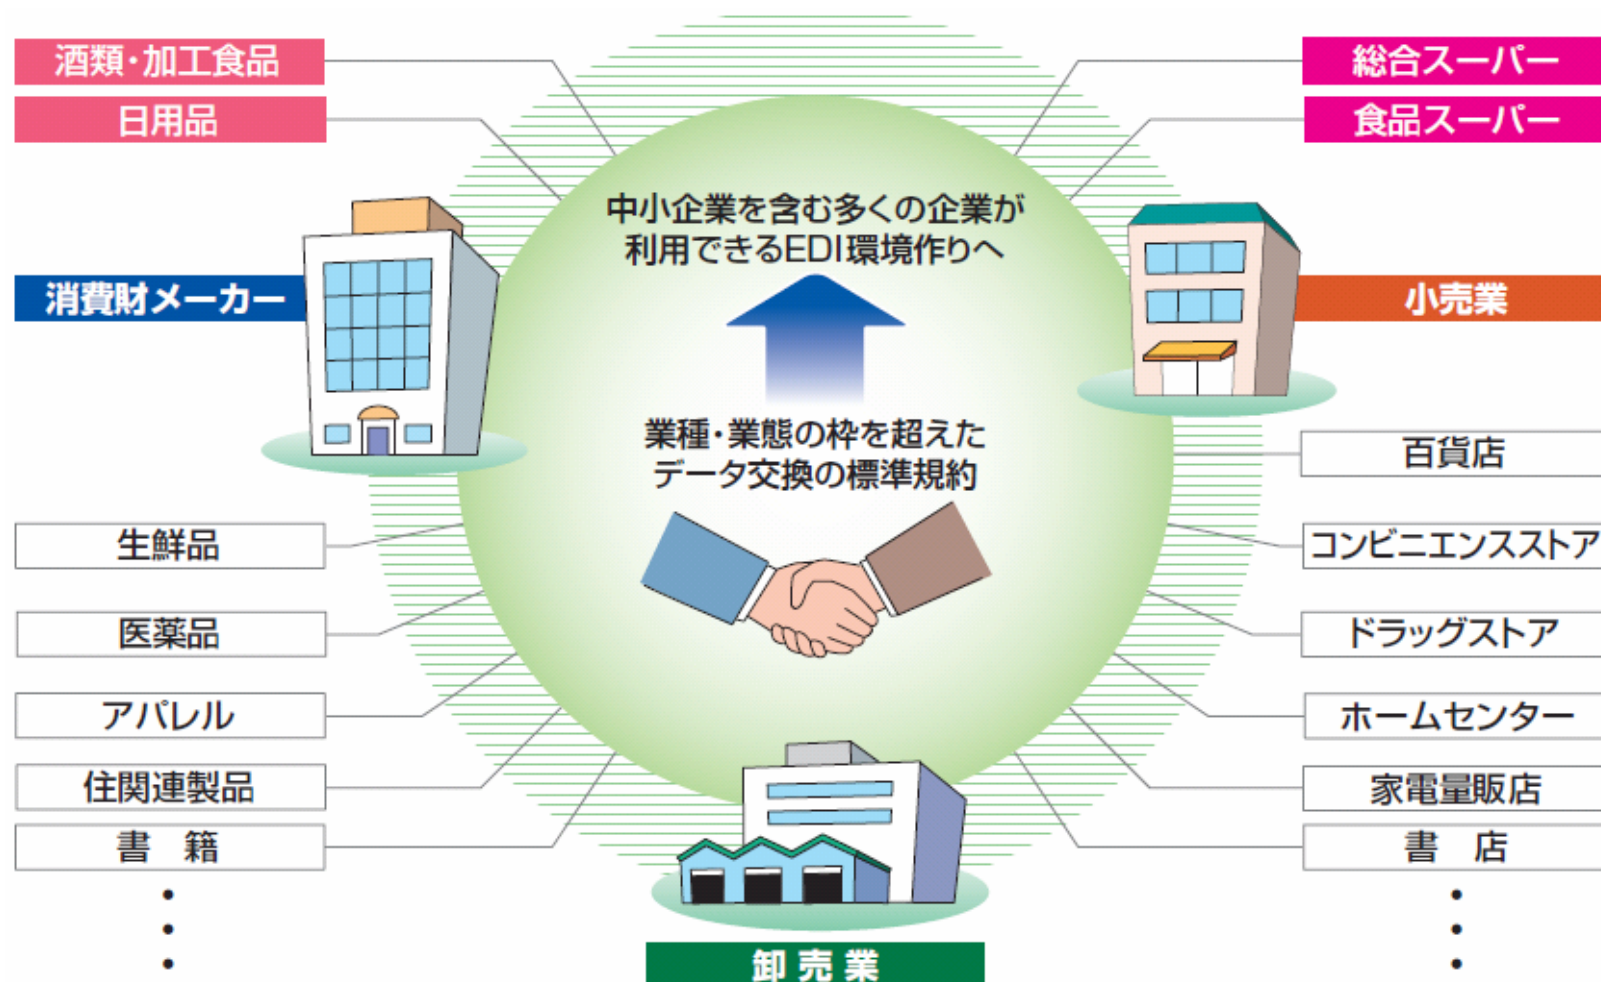 酒類・加工食品
日用品
消費財メーカー
生鮮品
医薬品
アパレル
住関連製品
書 籍
中小企業を含む多くの企業が
利用できるEDI環境作りへ
業種・業態の枠を超えた
データ交換の標準規約
卸売業
総合スーパー
食品スーパー
小売業
百貨店
コンビニエンスストア
ドラッグストア
ホームセンター
家電量販店
書 店